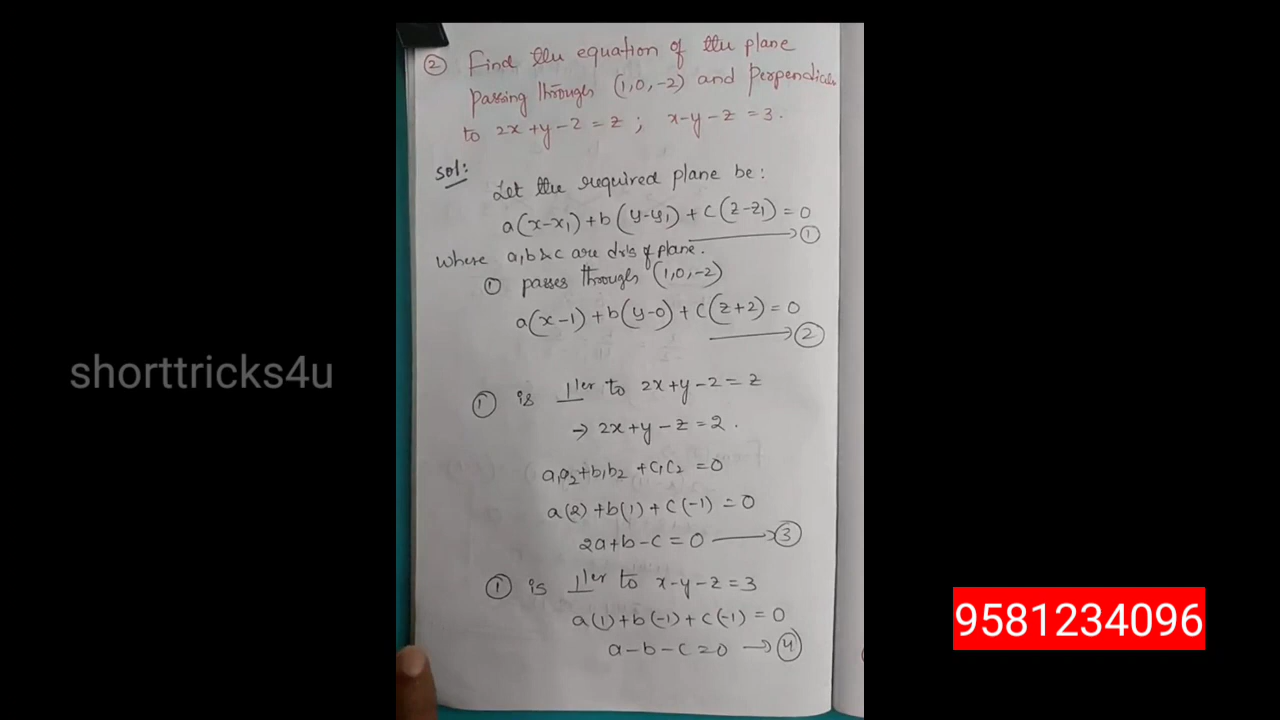 ② Find the equation of the plane
passing through (1,0,-2) and Perpendicular
to 2x+y-2=z ; x-y-z=3.
Sol:
Let the required plane be:
a(x-x₁)+b(y-y₁)+c(z-z₁)=0
→①
where a,b&c are dr's of plane.
① passes through (1,0,-2)
a(x-1)+b(y-0)+c(z+2)=0
→②
shorttricks4u
① is ⊥ler to 2x+y-2=z
→ 2x+y-z=2.
a₁a₂+b₁b₂+c₁c₂=0
a(2)+b(1)+c(-1)=0
2a+b-c=0 →③
① is ⊥ler to x-y-z=3
a(1)+b(-1)+c(-1)=0
a-b-c=0 →④
9581234096